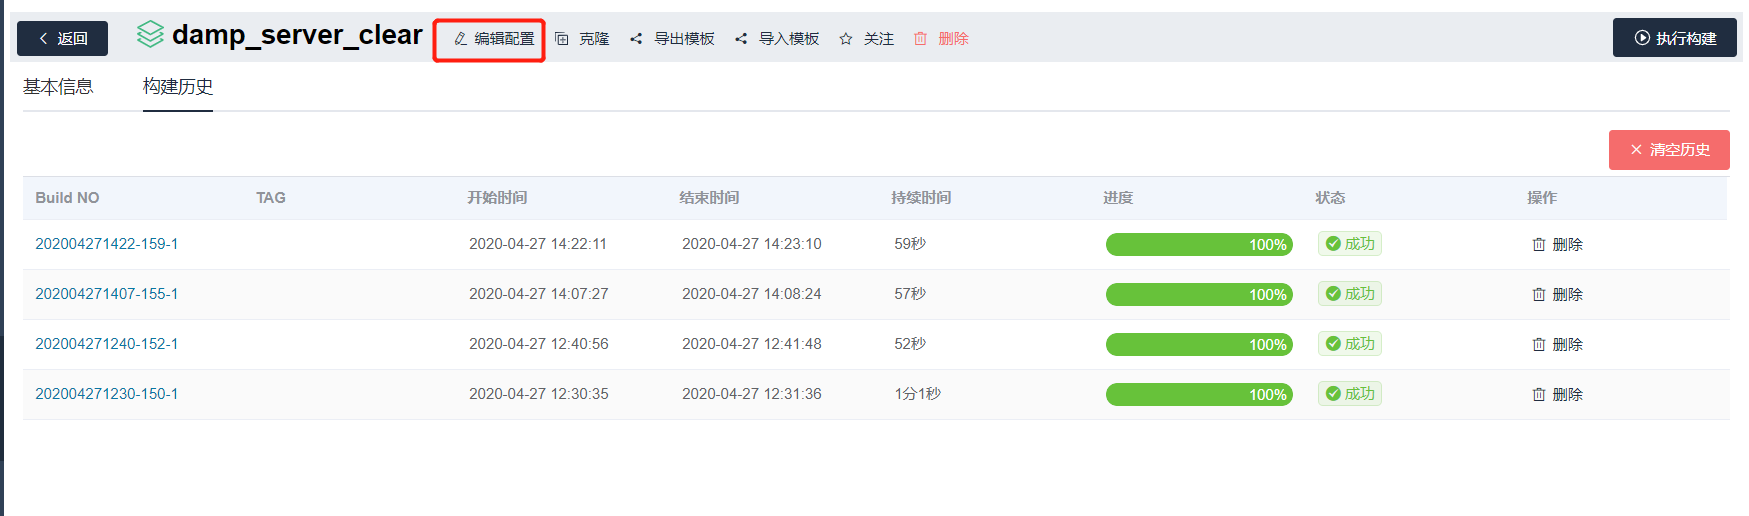 返回 damp_server_clear 编辑配置 克隆 导出模板 导入模板 关注 删除 执行构建
基本信息 构建历史
清空历史
Build NO TAG 开始时间 结束时间 持续时间 进度 状态 操作
202004271422-159-1 2020-04-27 14:22:11 2020-04-27 14:23:10 59秒 100% 成功 删除
202004271407-155-1 2020-04-27 14:07:27 2020-04-27 14:08:24 57秒 100% 成功 删除
202004271240-152-1 2020-04-27 12:40:56 2020-04-27 12:41:48 52秒 100% 成功 删除
202004271230-150-1 2020-04-27 12:30:35 2020-04-27 12:31:36 1分1秒 100% 成功 删除